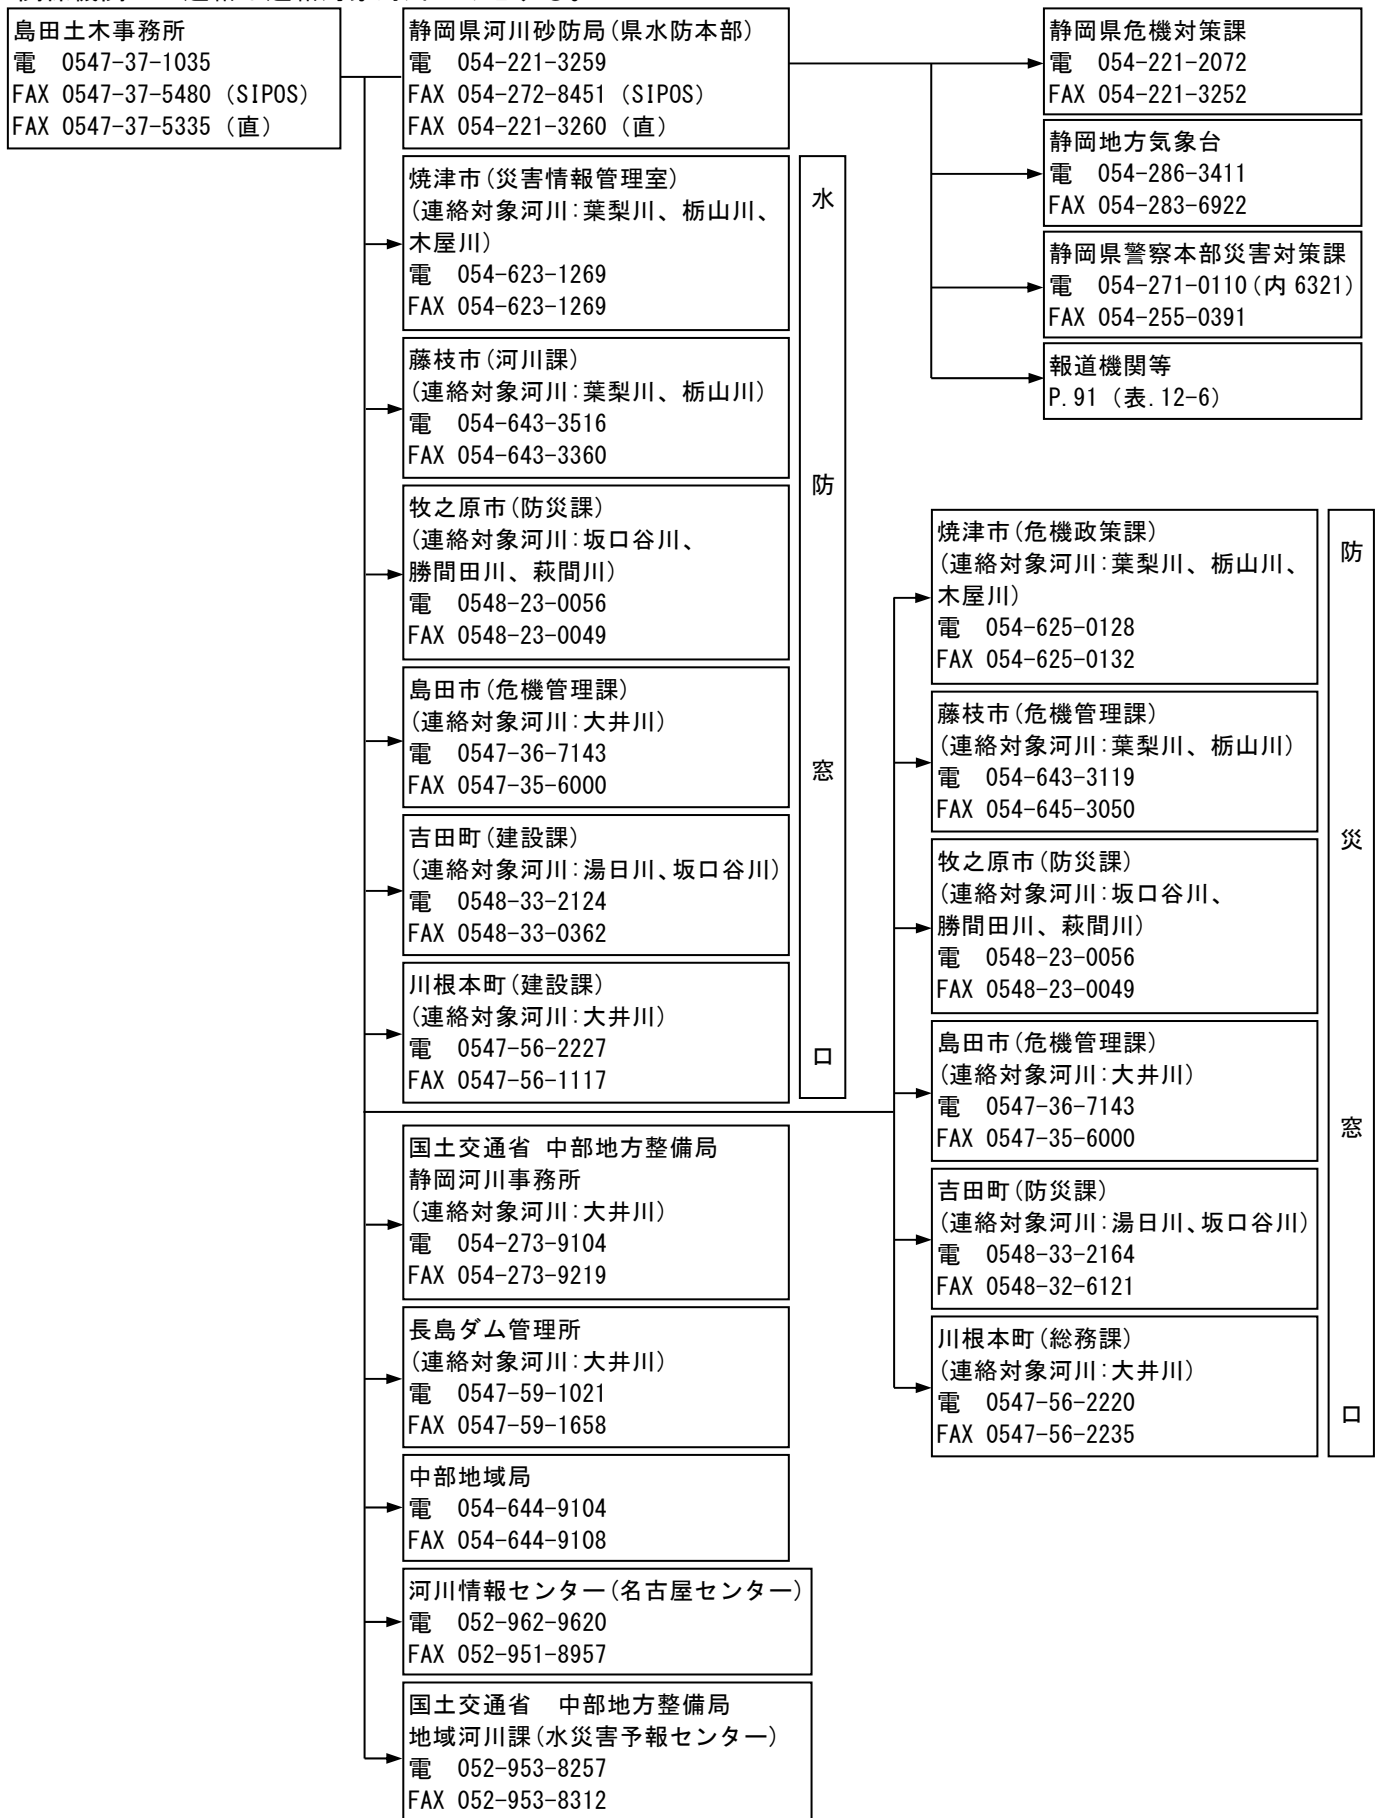 島田土木事務所
電 0547-37-1035
FAX 0547-37-5480 (SIPOS)
FAX 0547-37-5335 (直)
静岡県河川砂防局(県水防本部)
電 054-221-3259
FAX 054-272-8451 (SIPOS)
FAX 054-221-3260 (直)
静岡県危機対策課
電 054-221-2072
FAX 054-221-3252
静岡地方気象台
電 054-286-3411
FAX 054-283-6922
静岡県警察本部災害対策課
電 054-271-0110(内 6321)
FAX 054-255-0391
報道機関等
P.91 (表.12-6)
焼津市(災害情報管理室)
(連絡対象河川:葉梨川、栃山川、
木屋川)
電 054-623-1269
FAX 054-623-1269
藤枝市(河川課)
(連絡対象河川:葉梨川、栃山川)
電 054-643-3516
FAX 054-643-3360
牧之原市(防災課)
(連絡対象河川:坂口谷川、
勝間田川、萩間川)
電 0548-23-0056
FAX 0548-23-0049
島田市(危機管理課)
(連絡対象河川:大井川)
電 0547-36-7143
FAX 0547-35-6000
吉田町(建設課)
(連絡対象河川:湯日川、坂口谷川)
電 0548-33-2124
FAX 0548-33-0362
川根本町(建設課)
(連絡対象河川:大井川)
電 0547-56-2227
FAX 0547-56-1117
水防窓口
国土交通省 中部地方整備局
静岡河川事務所
(連絡対象河川:大井川)
電 054-273-9104
FAX 054-273-9219
長島ダム管理所
(連絡対象河川:大井川)
電 0547-59-1021
FAX 0547-59-1658
中部地域局
電 054-644-9104
FAX 054-644-9108
河川情報センター(名古屋センター)
電 052-962-9620
FAX 052-951-8957
国土交通省 中部地方整備局
地域河川課(水災害予報センター)
電 052-953-8257
FAX 052-953-8312
焼津市(危機政策課)
(連絡対象河川:葉梨川、栃山川、
木屋川)
電 054-625-0128
FAX 054-625-0132
藤枝市(危機管理課)
(連絡対象河川:葉梨川、栃山川)
電 054-643-3119
FAX 054-645-3050
牧之原市(防災課)
(連絡対象河川:坂口谷川、
勝間田川、萩間川)
電 0548-23-0056
FAX 0548-23-0049
島田市(危機管理課)
(連絡対象河川:大井川)
電 0547-36-7143
FAX 0547-35-6000
吉田町(防災課)
(連絡対象河川:湯日川、坂口谷川)
電 0548-33-2164
FAX 0548-32-6121
川根本町(総務課)
(連絡対象河川:大井川)
電 0547-56-2220
FAX 0547-56-2235
防災窓口